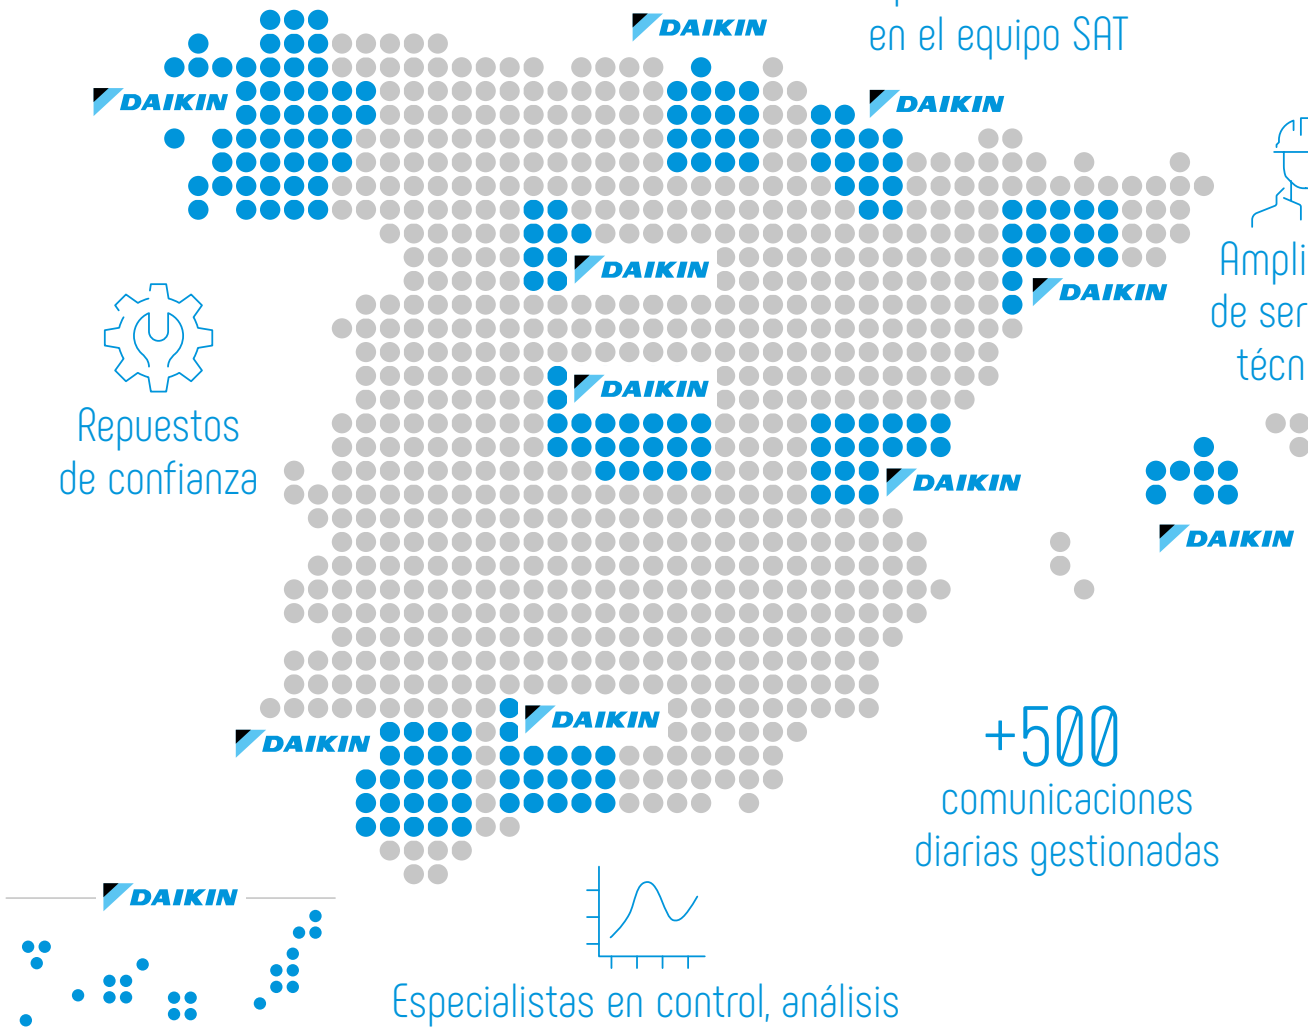 DAIKIN
en el equipo SAT
DAIKIN
DAIKIN
DAIKIN
DAIKIN
Repuestos
de confianza
DAIKIN
DAIKIN
DAIKIN
DAIKIN
DAIKIN
+500
comunicaciones
diarias gestionadas
DAIKIN
Especialistas en control, análisis